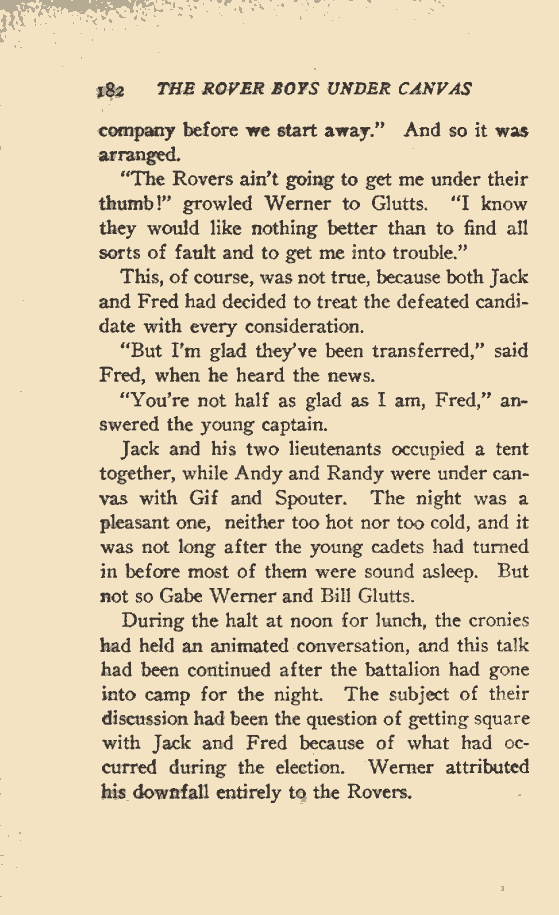 182 THE ROVER BOYS UNDER CANVAS
company before we start away." And so it was
arranged.
"The Rovers ain't going to get me under their
thumb!" growled Werner to Glutts. "I know
they would like nothing better than to find all
sorts of fault and to get me into trouble."
This, of course, was not true, because both Jack
and Fred had decided to treat the defeated candi-
date with every consideration.
"But I'm glad they've been transferred," said
Fred, when he heard the news.
"You're not half as glad as I am, Fred," an-
swered the young captain.
Jack and his two lieutenants occupied a tent
together, while Andy and Randy were under can-
vas with Gif and Spouter. The night was a
pleasant one, neither too hot nor too cold, and it
was not long after the young cadets had turned
in before most of them were sound asleep. But
not so Gabe Werner and Bill Glutts.
During the halt at noon for lunch, the cronies
had held an animated conversation, and this talk
had been continued after the battalion had gone
into camp for the night. The subject of their
discussion had been the question of getting square
with Jack and Fred because of what had oc-
curred during the election. Werner attributed
his downfall entirely to the Rovers.